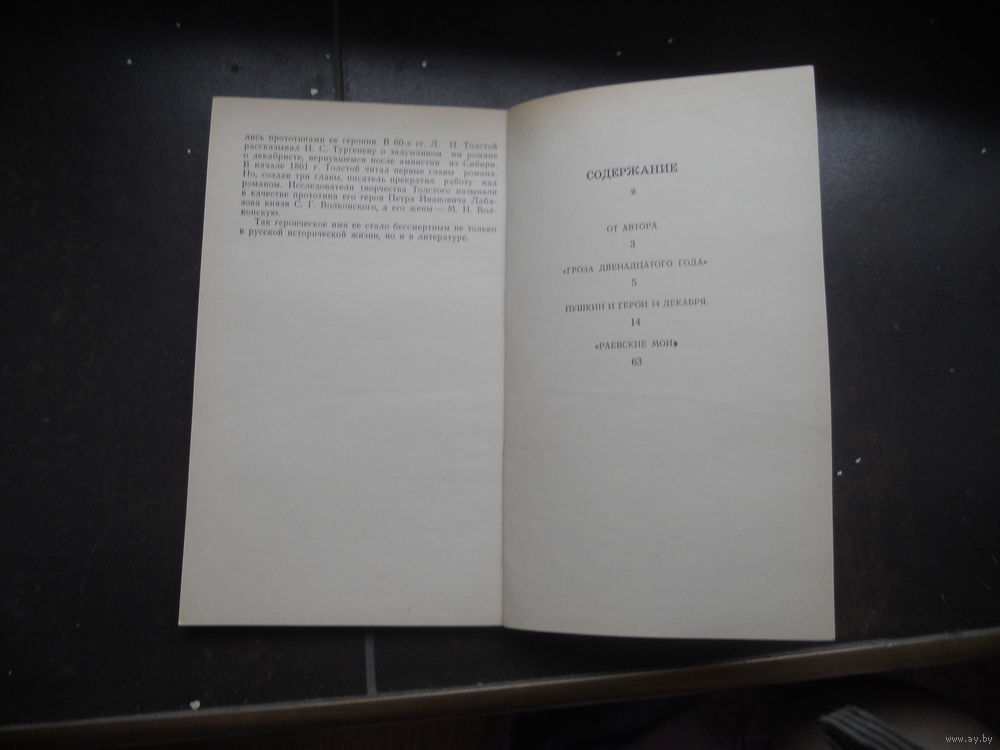 лись прототипами ее героини. В 60-х гг. Л. Н. Толстой
рассказывал И. С. Тургеневу о задуманном им романе
о декабристе, вернувшемся после амнистии из Сибири.
В начале 1861 г. Толстой читал первые главы романа.
Но, создав три главы, писатель прекратил работу над
романом. Исследователи творчества Толстого называли
в качестве прототипа его героя Петра Ивановича Лаба-
зова князя С. Г. Волконского, а его жены — М. Н. Вол-
конскую.
Так героическое имя ее стало бессмертным не только
в русской исторической жизни, но и в литературе.
СОДЕРЖАНИЕ
*
ОТ АВТОРА
3
«ГРОЗА ДВЕНАДЦАТОГО ГОДА»
5
ПУШКИН И ГЕРОИ 14 ДЕКАБРЯ.
14
«РАЕВСКИЕ МОИ»
63
www.ay.by